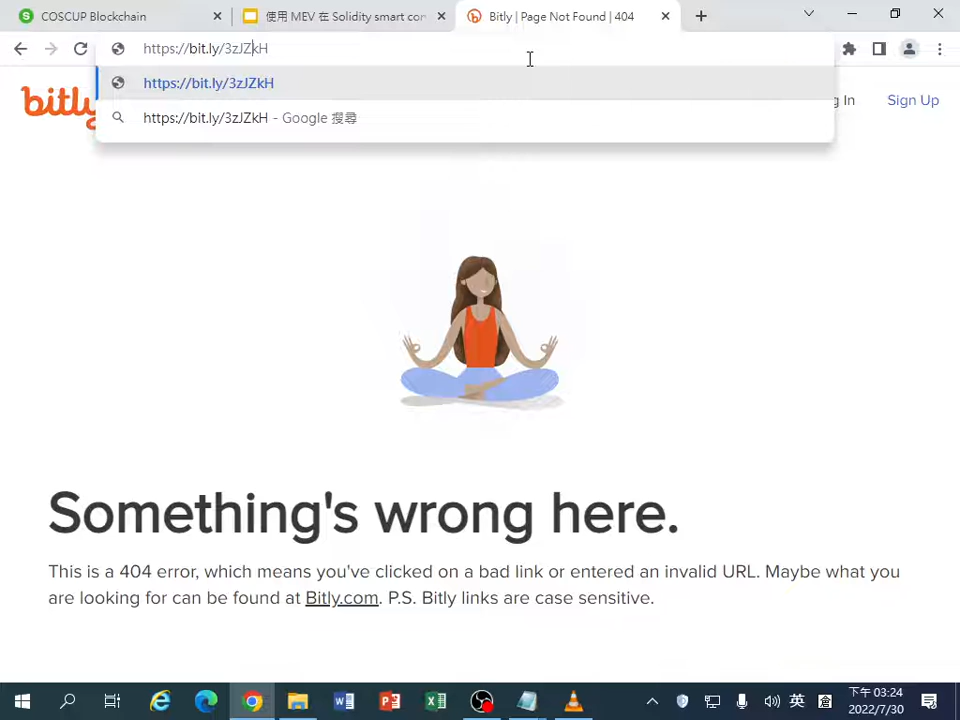 COSCUP Blockchain
使用 MEV 在 Solidity smart con
Bitly | Page Not Found | 404
https://bit.ly/3zJZkH
https://bit.ly/3zJZkH
https://bit.ly/3zJZkH - Google 搜尋
bitly
g In
Sign Up
Something's wrong here.
This is a 404 error, which means you've clicked on a bad link or entered an invalid URL. Maybe what you
are looking for can be found at Bitly.com. P.S. Bitly links are case sensitive.
英
下午 03:24
2022/7/30